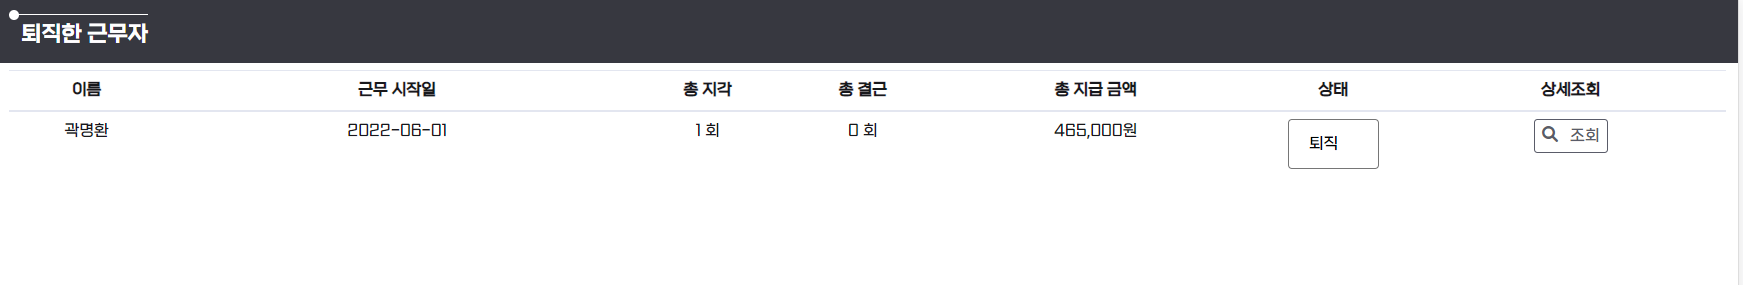 퇴직한 근무자
이름 근무 시작일 총 지각 총 결근 총 지급 금액 상태 상세조회
곽명환 2022-06-01 1 회 0 회 465,000원 퇴직 조회